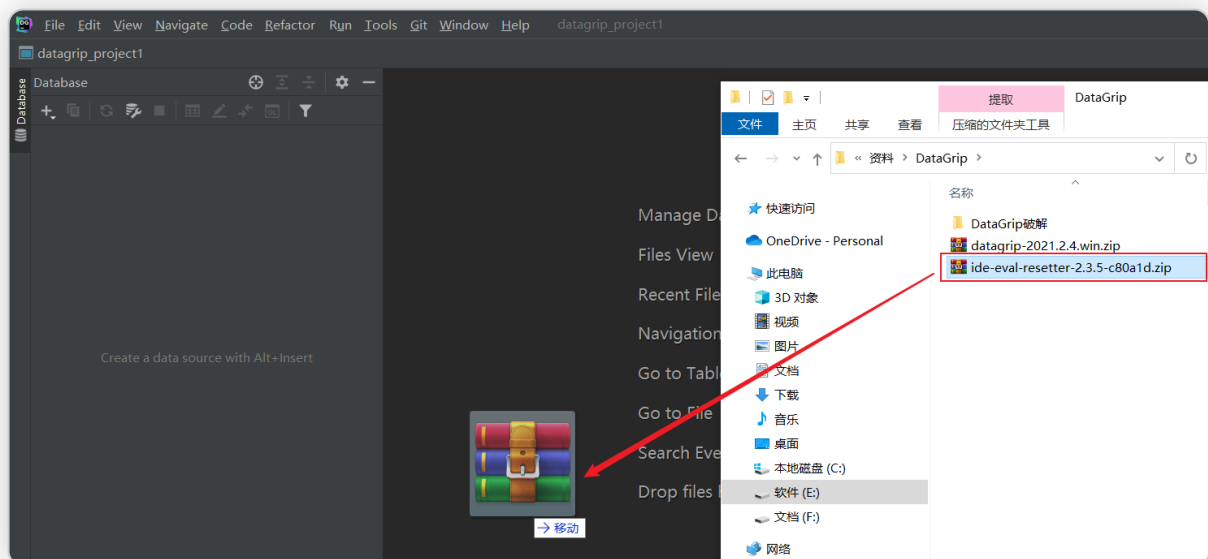 File Edit View Navigate Code Refactor Run Tools Git Window Help datagrip_project1
datagrip_project1
Database
Database
Create a data source with Alt+Insert
Manage Da
Files View
Recent File
Navigation
Go to Tabl
Go to File
Search Eve
Drop files
移动
提取
DataGrip
文件 主页 共享 查看 压缩的文件夹工具
« 资料 > DataGrip >
快速访问
OneDrive - Personal
此电脑
3D 对象
视频
图片
文档
下载
音乐
桌面
本地磁盘 (C:)
软件 (E:)
文档 (F:)
网络
名称
DataGrip破解
datagrip-2021.2.4.win.zip
ide-eval-resetter-2.3.5-c80a1d.zip